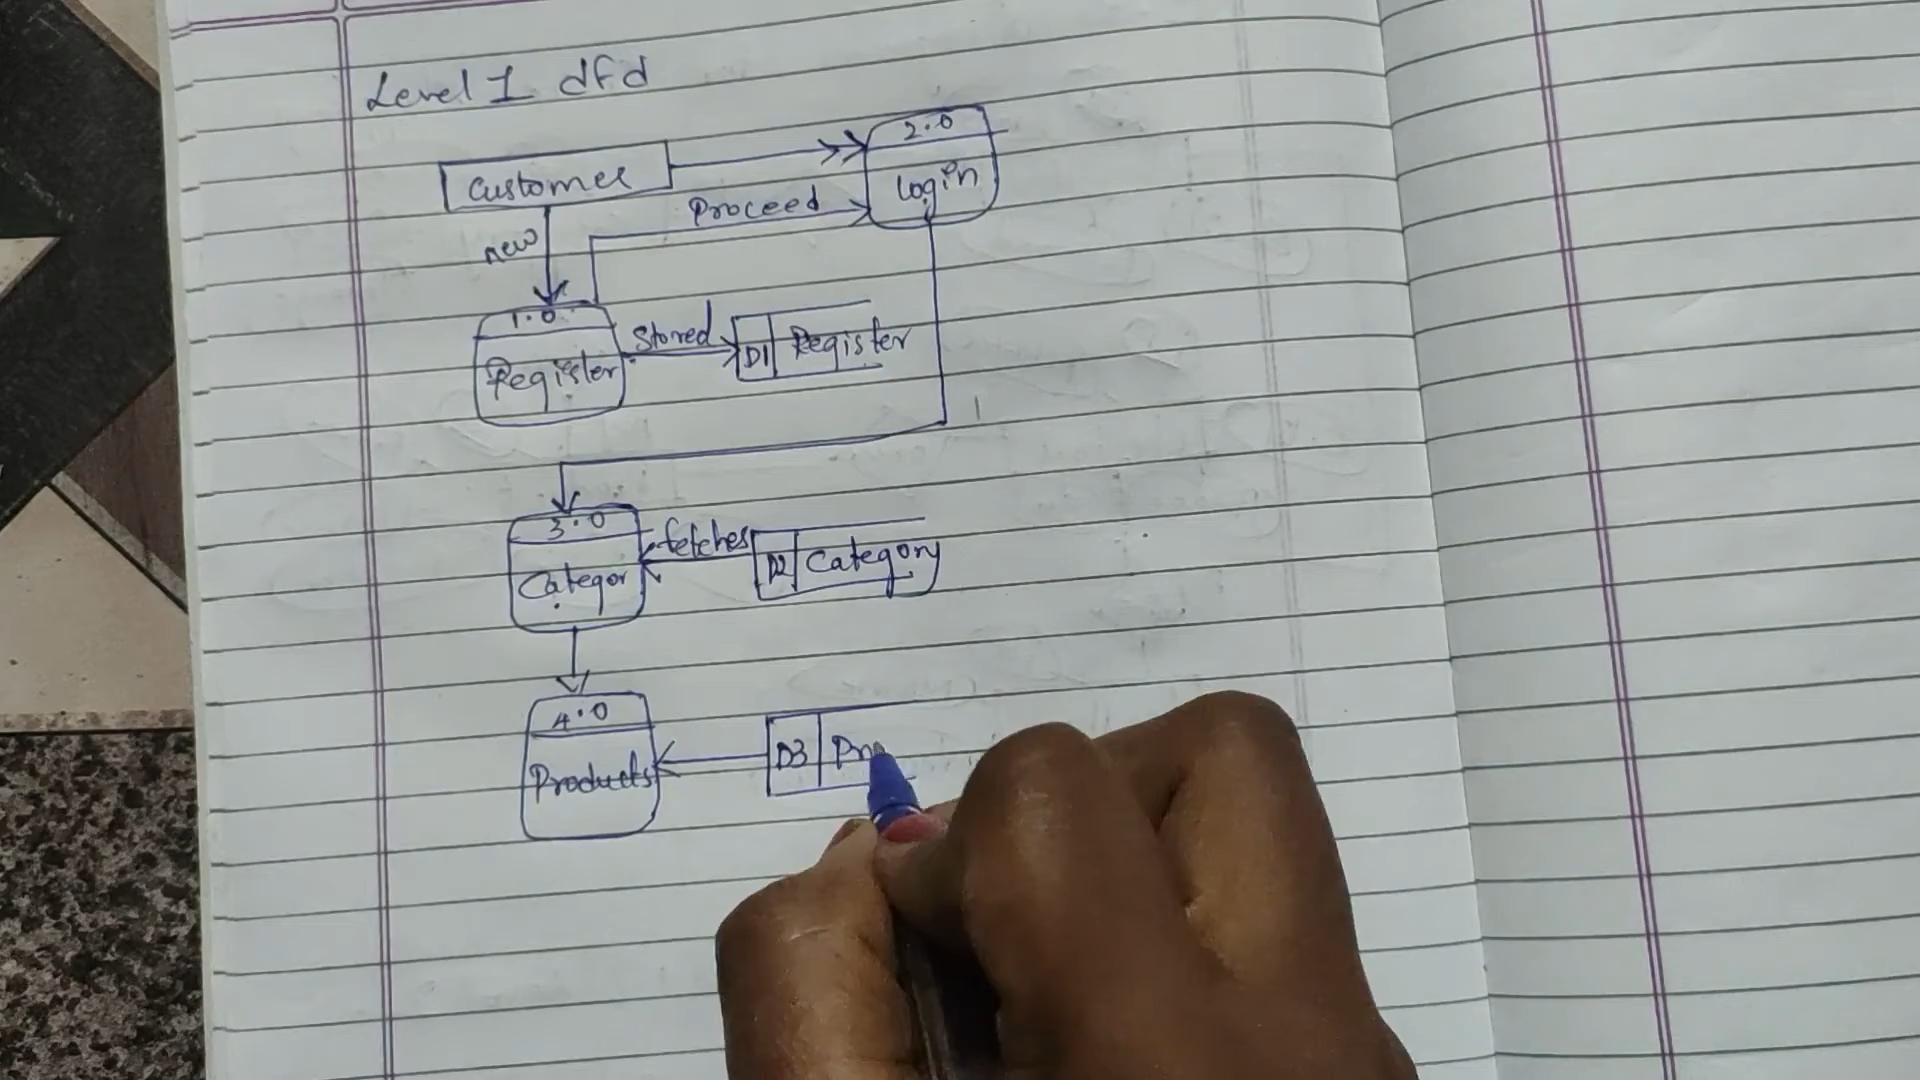 Level 1 dfd
2.0
Customer
Login
Proceed
new
1.0
Stored
D1 Register
Register
3.0
fetches
D2 Category
Categor
4.0
D3
Products